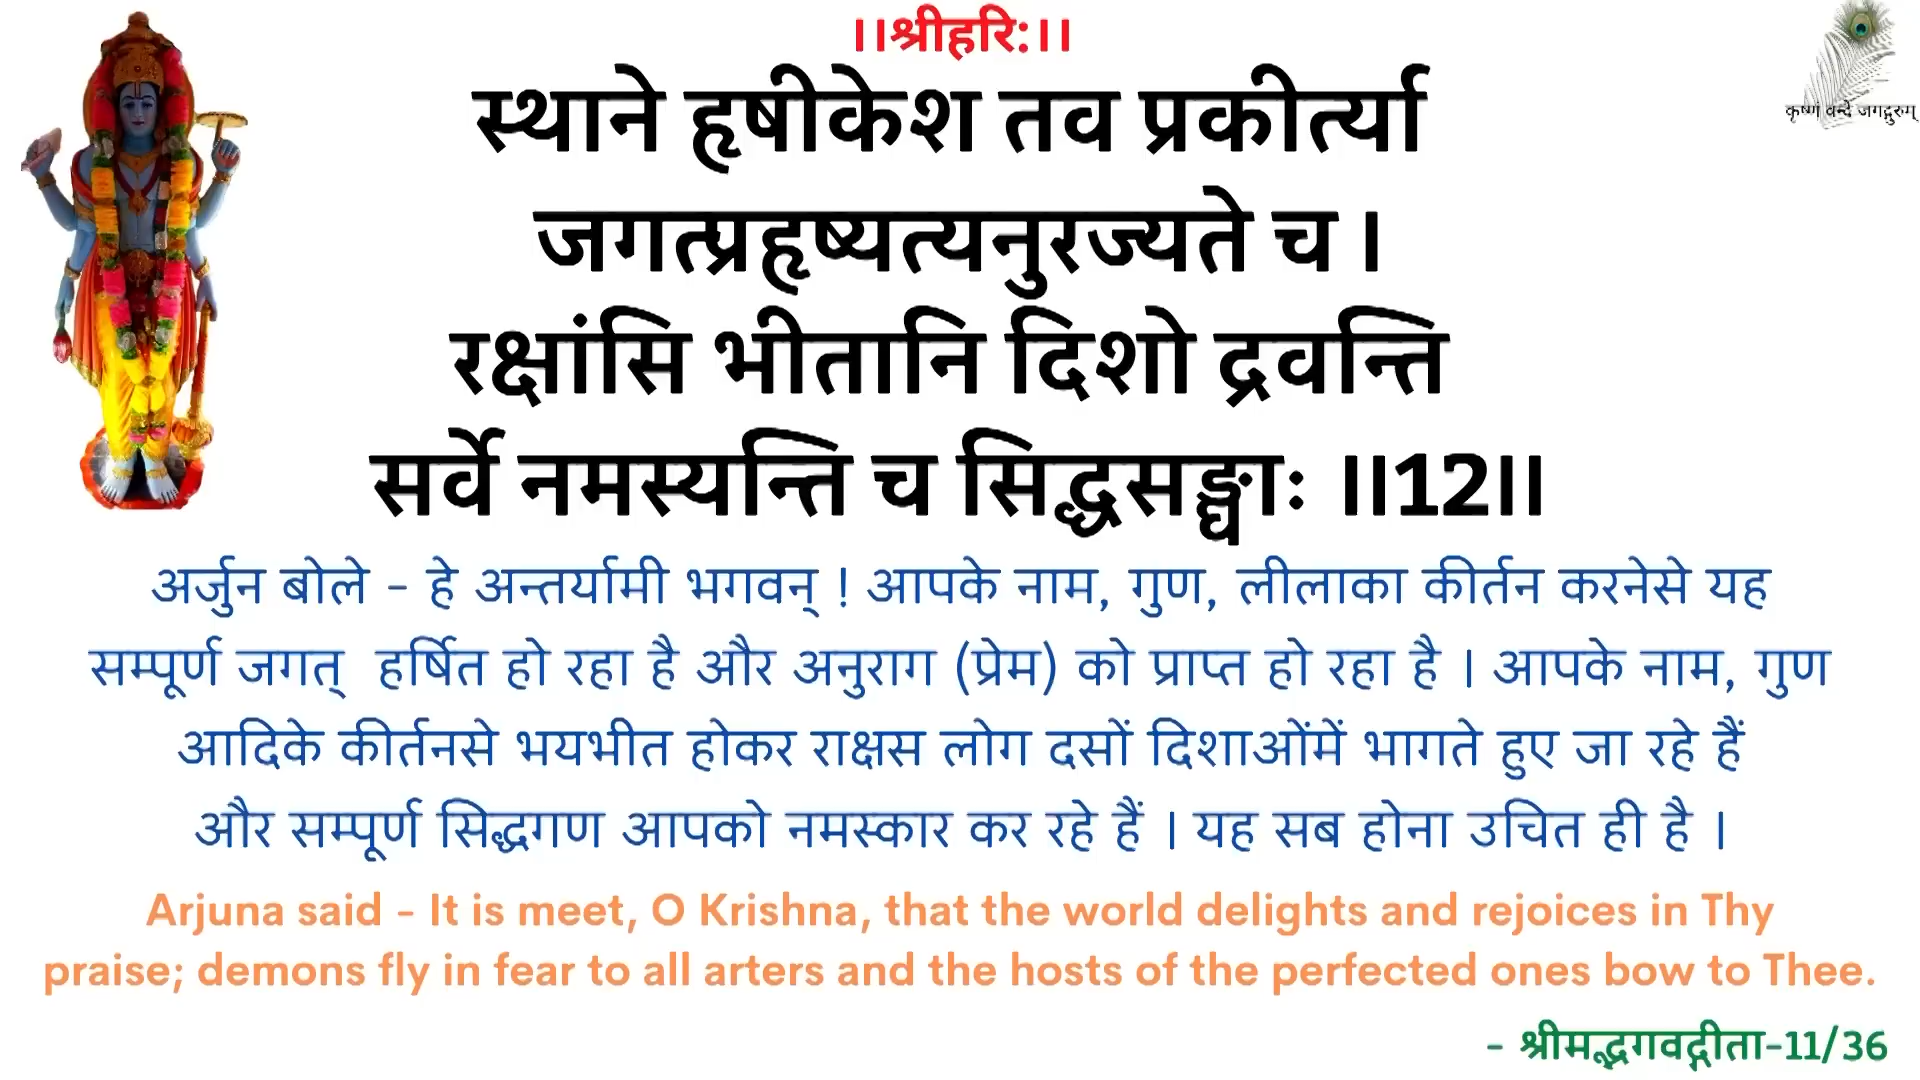 ।।श्रीहरि:।।
कृष्णं वन्दे जगद्गुरुम्
स्थाने हृषीकेश तव प्रकीर्त्या
जगत्प्रहृष्यत्यनुरज्यते च ।
रक्षांसि भीतानि दिशो द्रवन्ति
सर्वे नमस्यन्ति च सिद्धसङ्घाः ।।12।।
अर्जुन बोले - हे अन्तर्यामी भगवन् ! आपके नाम, गुण, लीलाका कीर्तन करनेसे यह
सम्पूर्ण जगत् हर्षित हो रहा है और अनुराग (प्रेम) को प्राप्त हो रहा है । आपके नाम, गुण
आदिके कीर्तनसे भयभीत होकर राक्षस लोग दसों दिशाओंमें भागते हुए जा रहे हैं
और सम्पूर्ण सिद्धगण आपको नमस्कार कर रहे हैं । यह सब होना उचित ही है ।
Arjuna said - It is meet, O Krishna, that the world delights and rejoices in Thy
praise; demons fly in fear to all arters and the hosts of the perfected ones bow to Thee.
- श्रीमद्भगवद्गीता-11/36